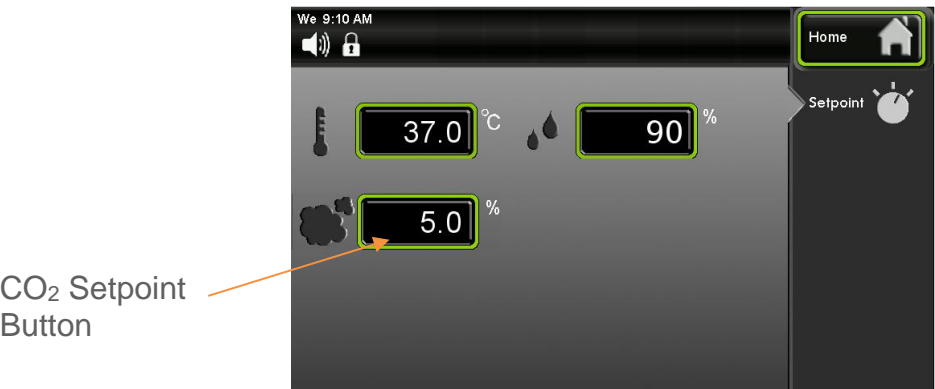 We 9:10 AM
Home
Setpoint
37.0 °C
90 %
5.0 %
CO₂ Setpoint
Button